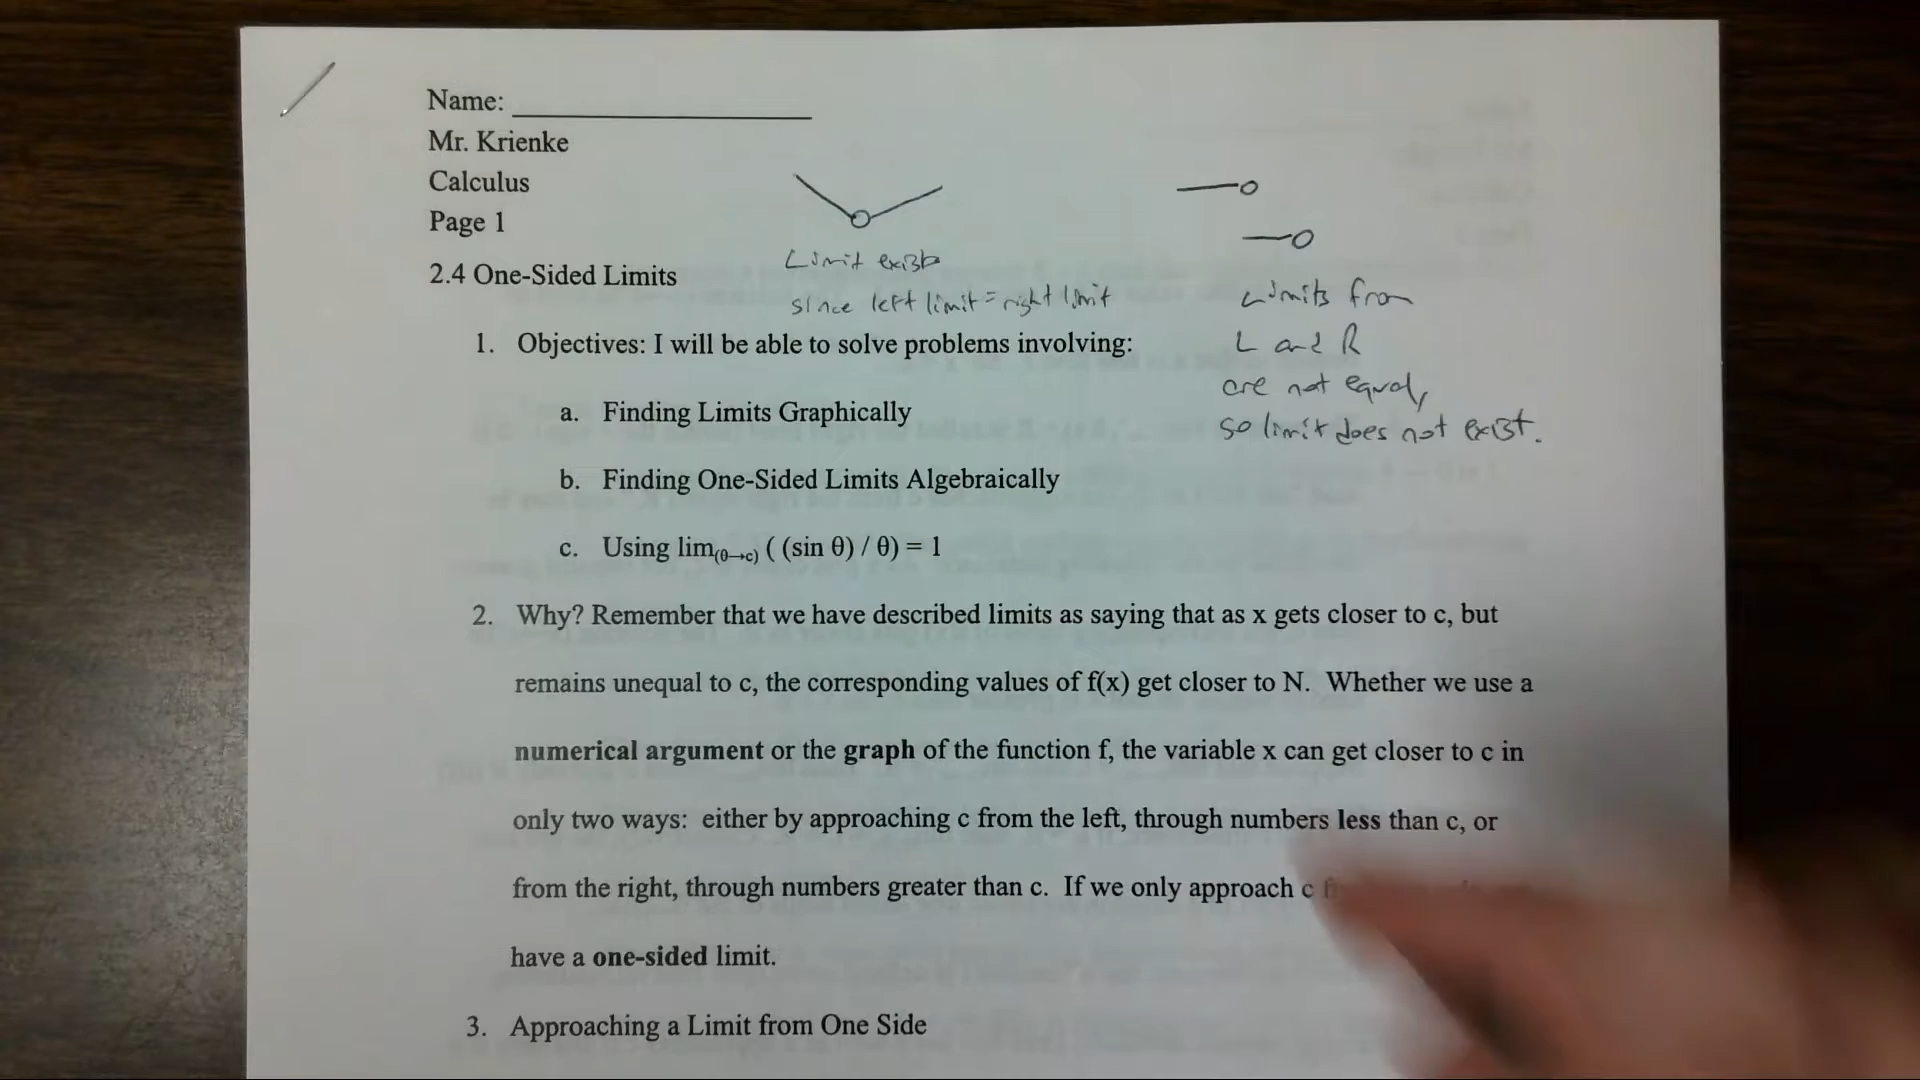 Name: ______________
Mr. Krienke
Calculus
Page 1
2.4 One-Sided Limits
Limit exists
since left limit = right limit
Limits from
L and R
are not equal,
so limit does not exist.
1. Objectives: I will be able to solve problems involving:
a. Finding Limits Graphically
b. Finding One-Sided Limits Algebraically
c. Using lim(θ→c) ( (sin θ) / θ) = 1
2. Why? Remember that we have described limits as saying that as x gets closer to c, but
remains unequal to c, the corresponding values of f(x) get closer to N. Whether we use a
numerical argument or the graph of the function f, the variable x can get closer to c in
only two ways: either by approaching c from the left, through numbers less than c, or
from the right, through numbers greater than c. If we only approach c
have a one-sided limit.
3. Approaching a Limit from One Side